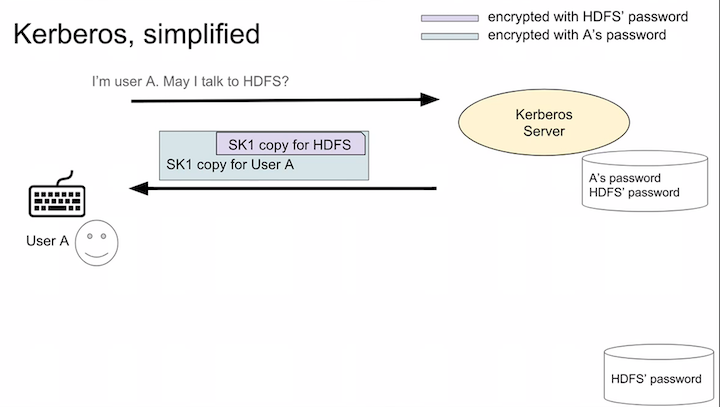 Kerberos, simplified
encrypted with HDFS' password
encrypted with A's password
I'm user A. May I talk to HDFS?
Kerberos
Server
SK1 copy for HDFS
SK1 copy for User A
A's password
HDFS' password
User A
HDFS' password